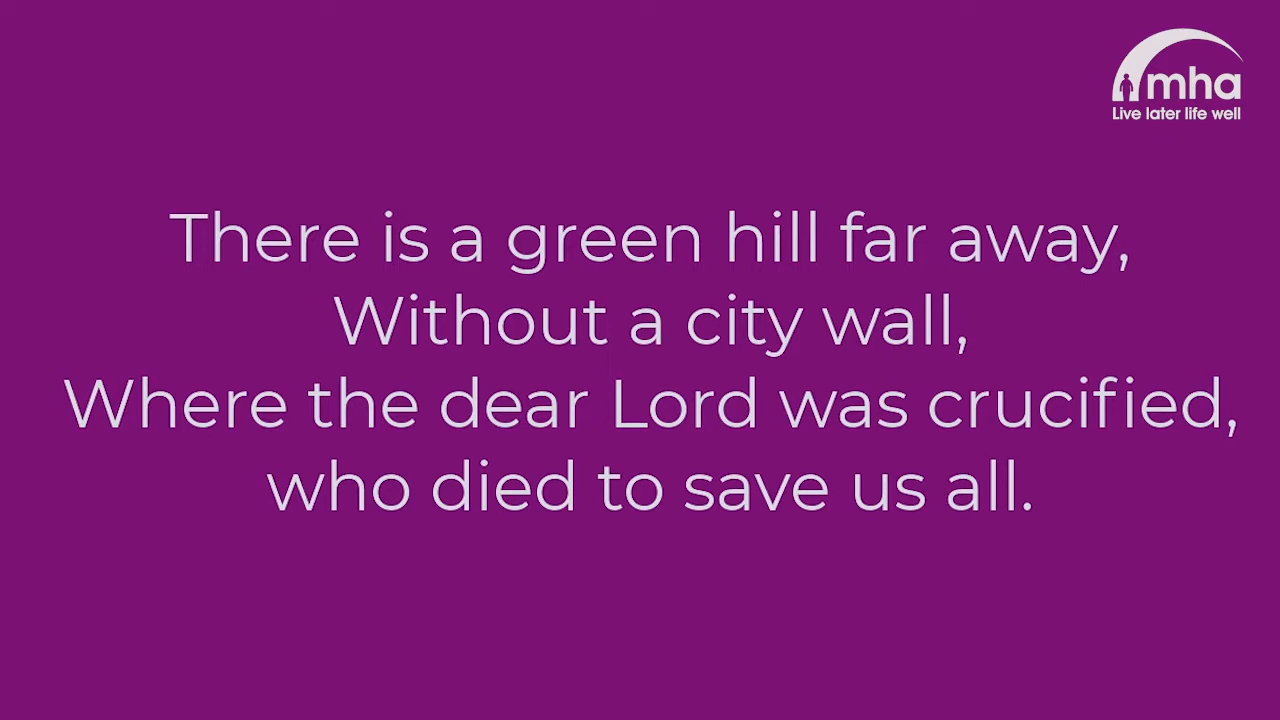 mha
Live later life well
There is a green hill far away,
Without a city wall,
Where the dear Lord was crucified,
who died to save us all.